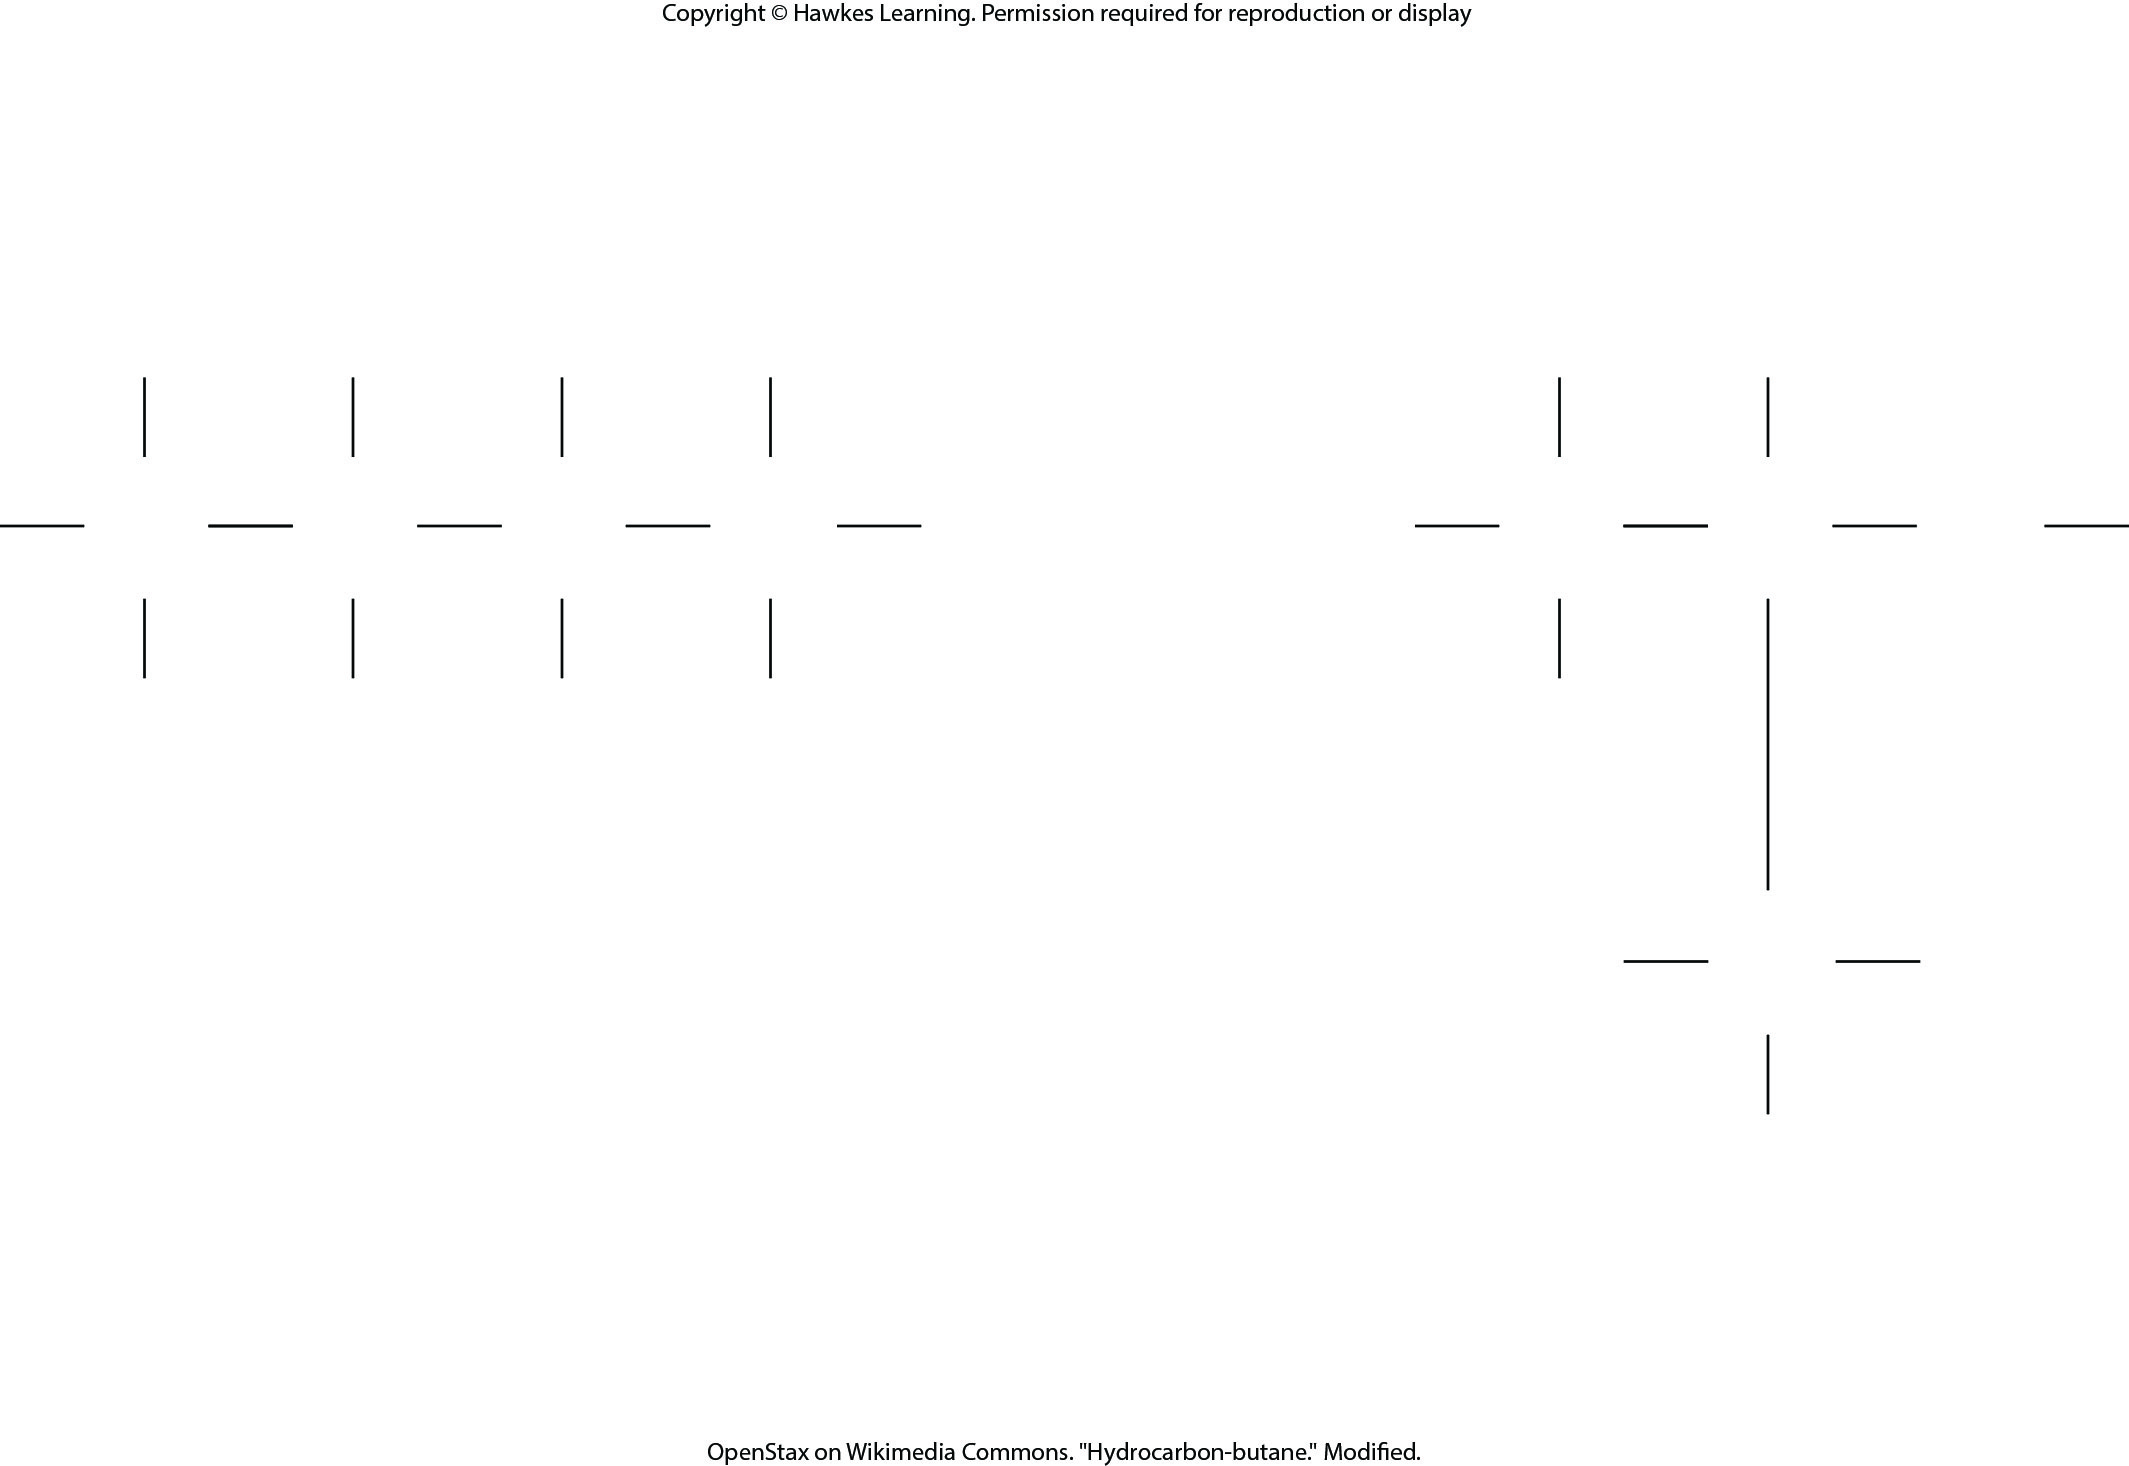 Copyright © Hawkes Learning. Permission required for reproduction or display
OpenStax on Wikimedia Commons. "Hydrocarbon-butane." Modified.